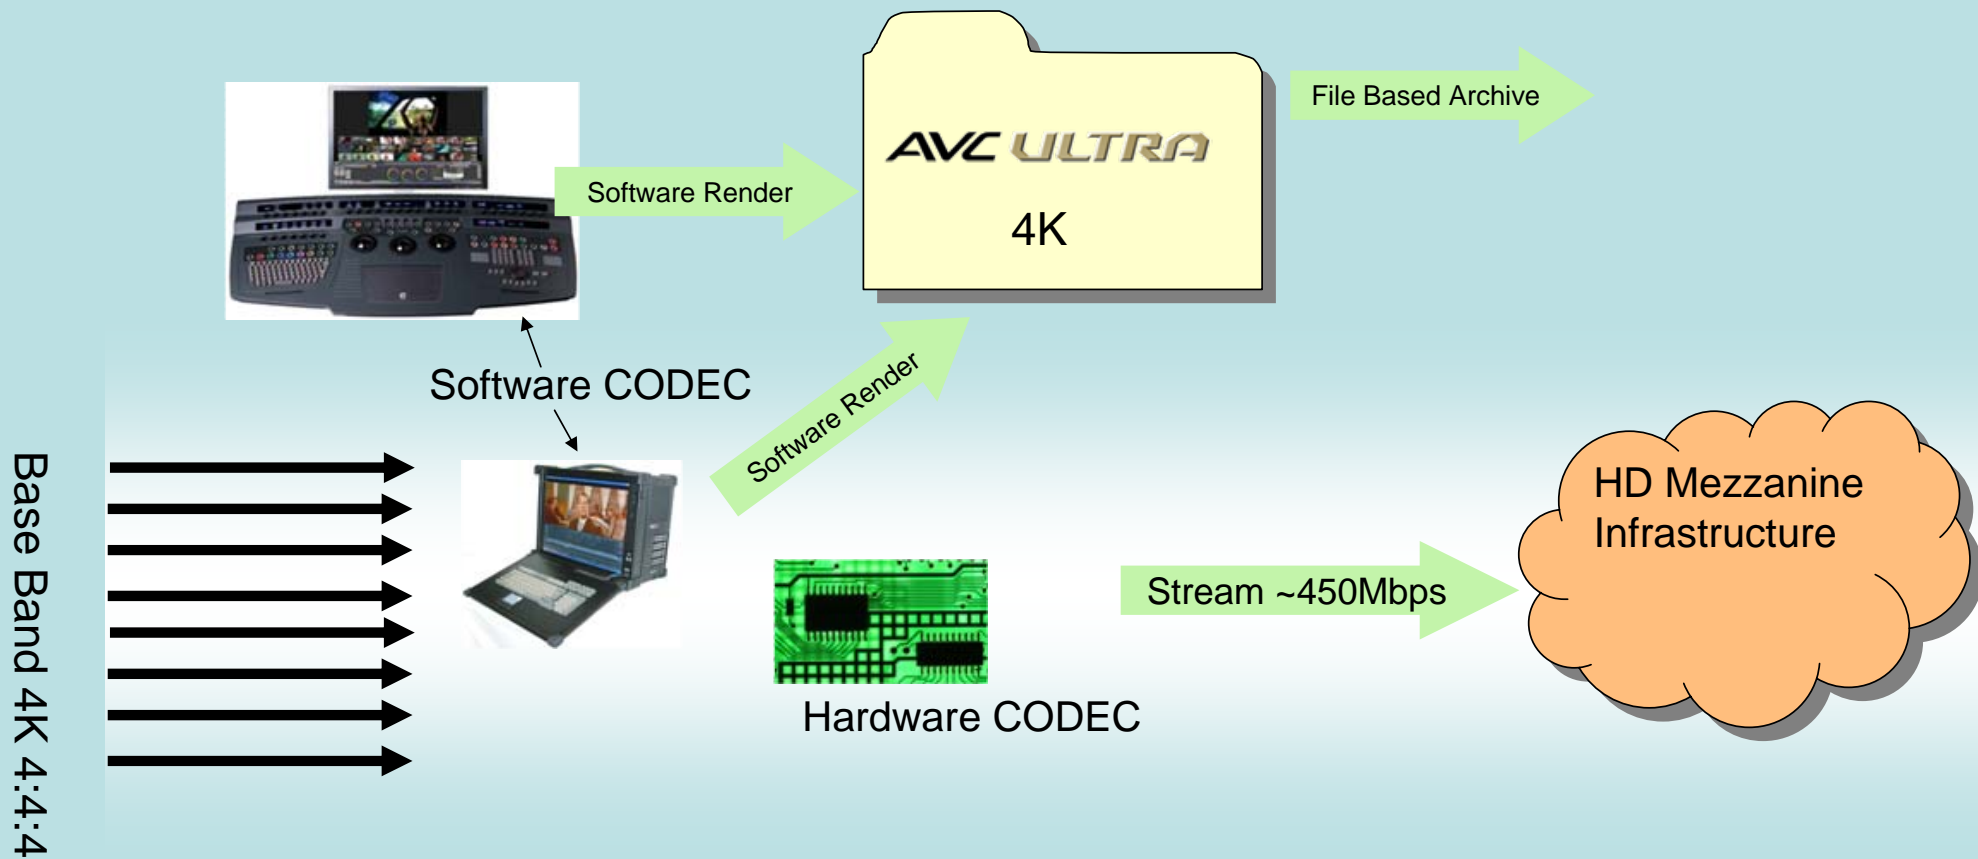 File Based Archive
AVC ULTRA
Software Render
4K
Software CODEC
Software Render
Base Band 4K 4:4:4
HD Mezzanine
Infrastructure
Stream ~450Mbps
Hardware CODEC